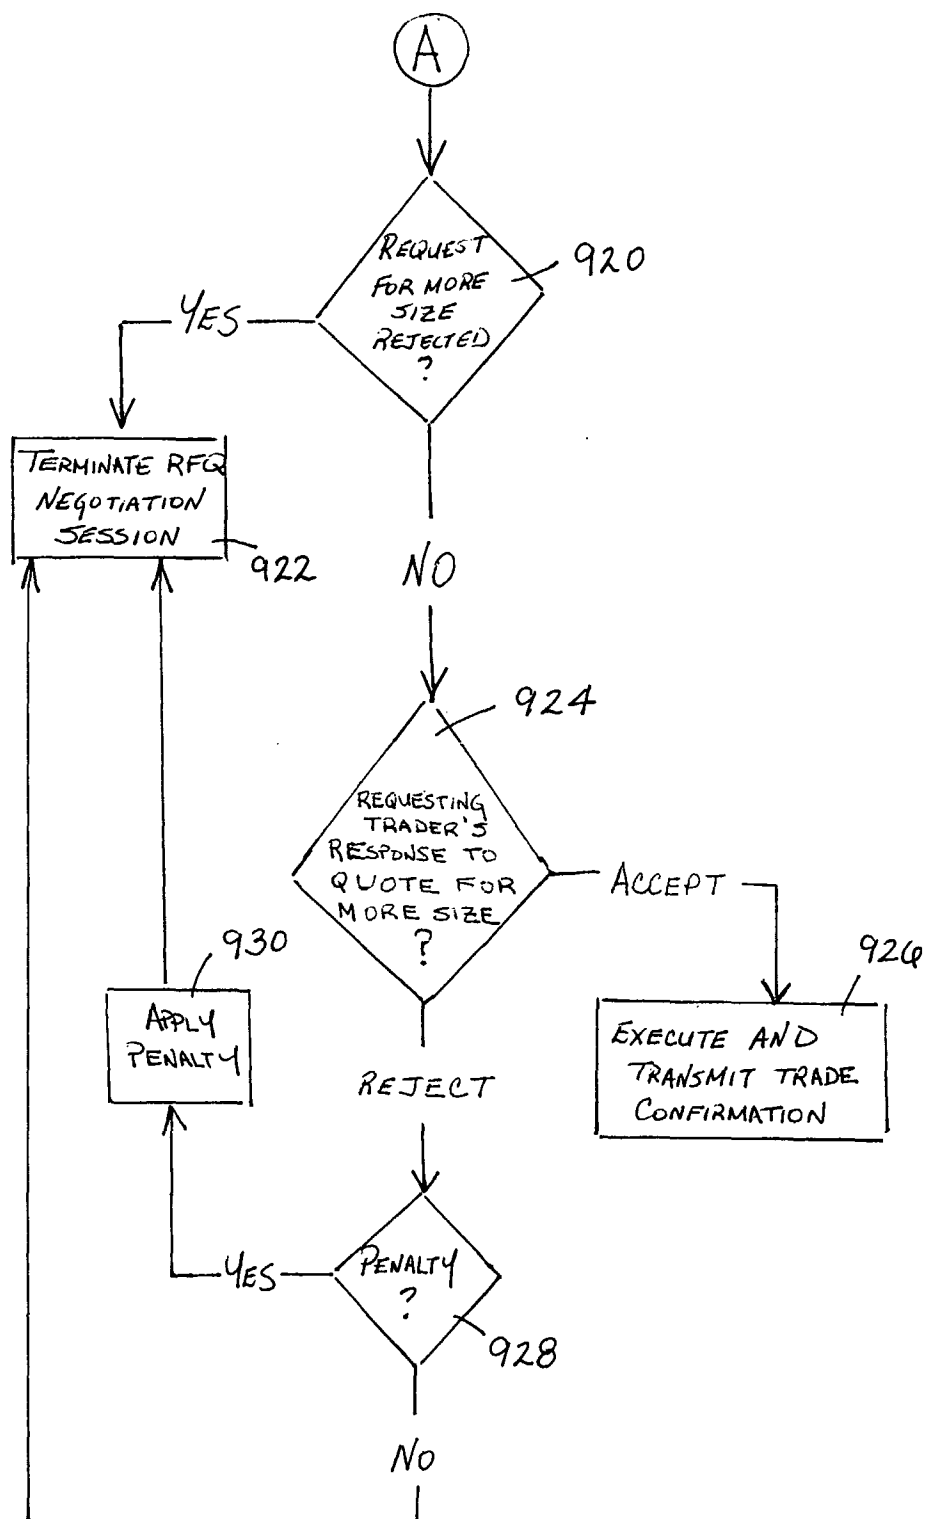 A
REQUEST
FOR MORE
SIZE
REJECTED
?
920
YES
TERMINATE RFQ
NEGOTIATION
SESSION
922
NO
924
REQUESTING
TRADER'S
RESPONSE TO
QUOTE FOR
MORE SIZE
?
ACCEPT
930
926
APPLY
PENALTY
EXECUTE AND
TRANSMIT TRADE
CONFIRMATION
REJECT
PENALTY
?
YES
928
NO